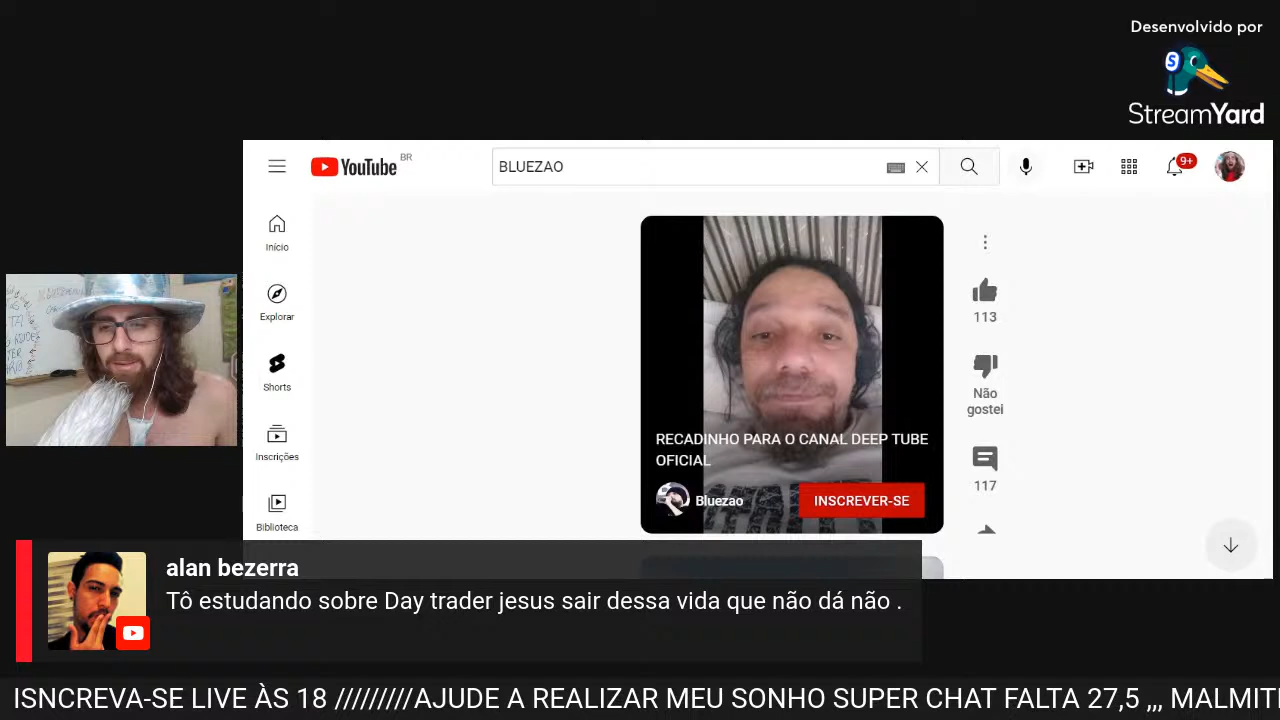 Desenvolvido por
StreamYard
YouTube BR
BLUEZAO
9+
Início
Explorar
Shorts
Inscrições
Biblioteca
113
Não
gostei
117
RECADINHO PARA O CANAL DEEP TUBE
OFICIAL
Bluezao
INSCREVER-SE
alan bezerra
Tô estudando sobre Day trader jesus sair dessa vida que não dá não .
ISNCREVA-SE LIVE ÀS 18 /////////AJUDE A REALIZAR MEU SONHO SUPER CHAT FALTA 27,5 ,,, MALMIT